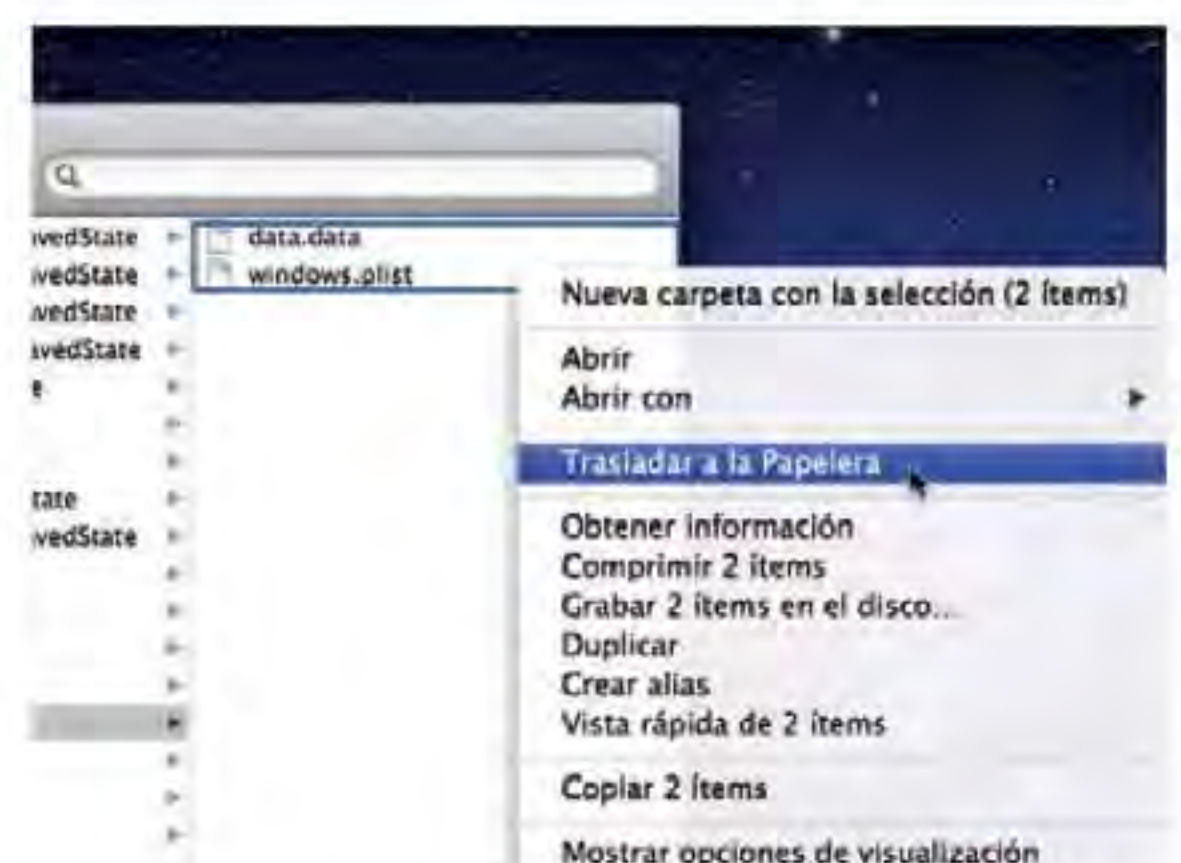 avedState
data.data
vedState
windows.plist
vedState
avedState
e
tate
vedState
Nueva carpeta con la selección (2 ítems)
Abrir
Abrir con
Trasladar a la Papelera
Obtener información
Comprimir 2 ítems
Grabar 2 ítems en el disco...
Duplicar
Crear alias
Vista rápida de 2 ítems
Copiar 2 ítems
Mostrar opciones de visualización